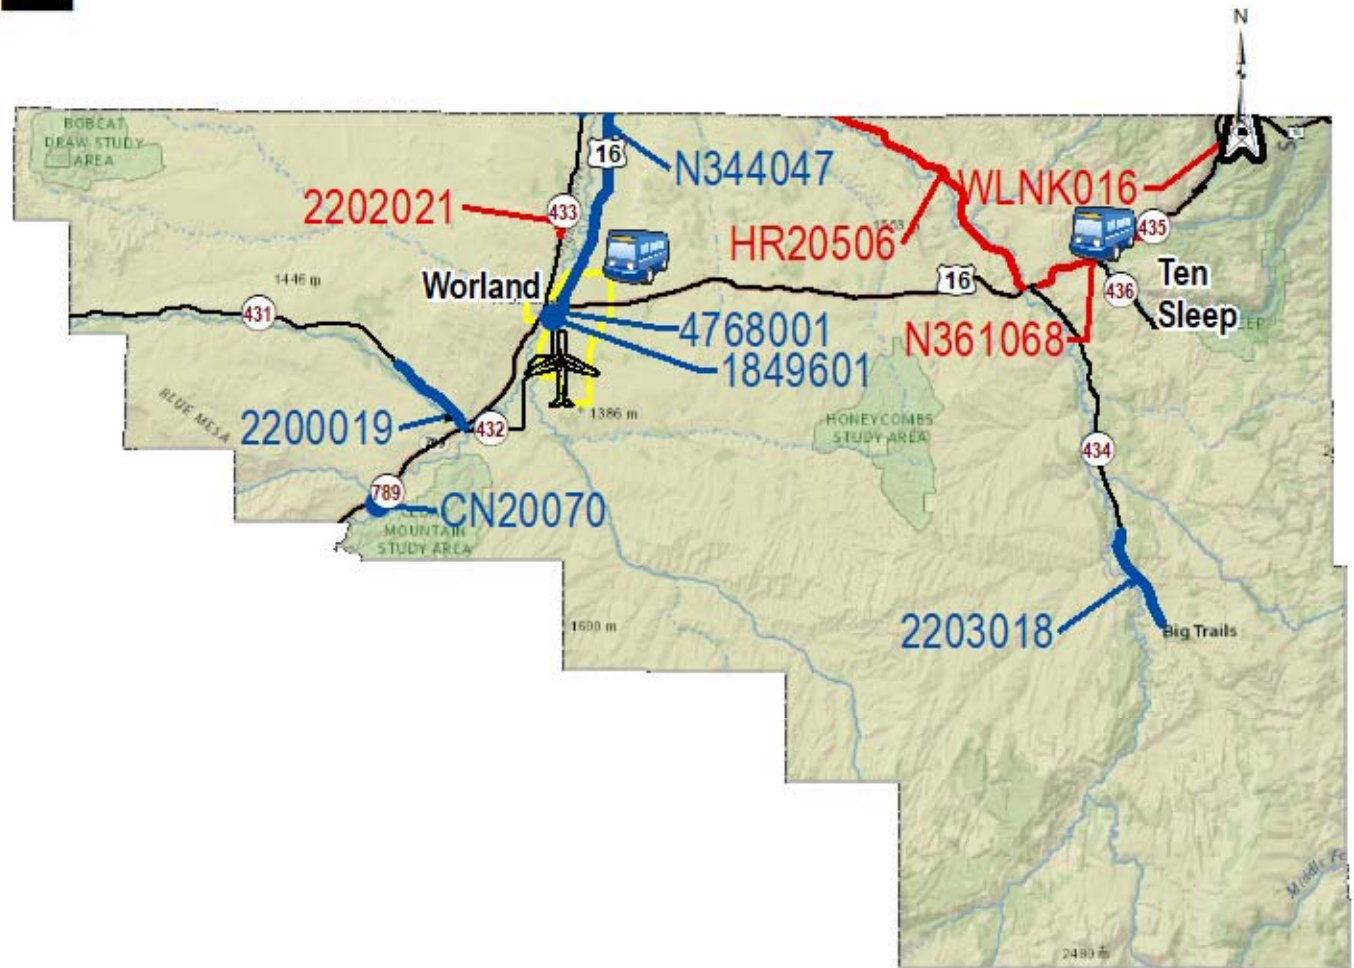 N
BOBCAT
DRAW STUDY
AREA
16
N344047
WLNK016
2202021
433
HR20506
435
Worland
1446 m
16
436
Ten
Sleep
431
4768001
N361068
1849601
BLUE MESA
1386 m
2200019
432
HONEYCOMBS
STUDY AREA
434
789
CN20070
MOUNTAIN
STUDY AREA
1690 m
2203018
Big Trails
Middle